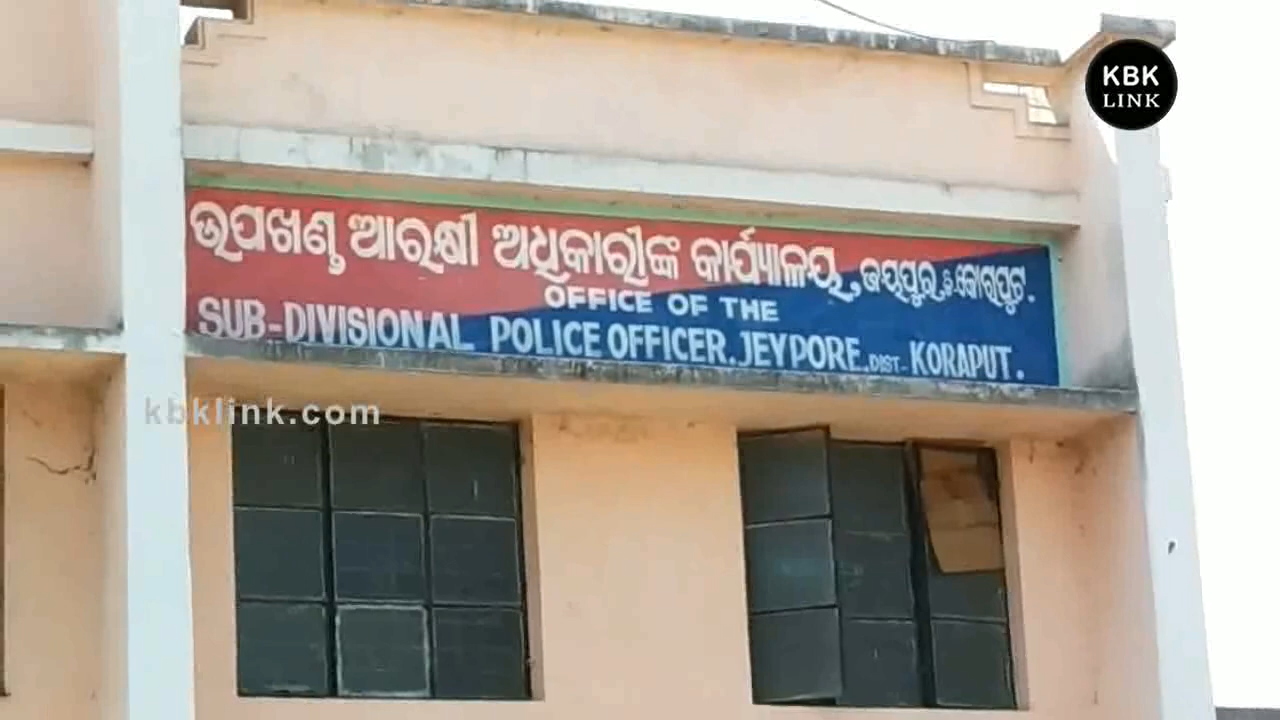 KBK
LINK
ଉପଖଣ୍ଡ ଆରକ୍ଷୀ ଅଧିକାରୀଙ୍କ କାର୍ଯ୍ୟାଳୟ, ଜୟପୁର, ଜି.କୋରାପୁଟ.
OFFICE OF THE
SUB-DIVISIONAL POLICE OFFICER. JEYPORE. DIST- KORAPUT.
kbklink.com